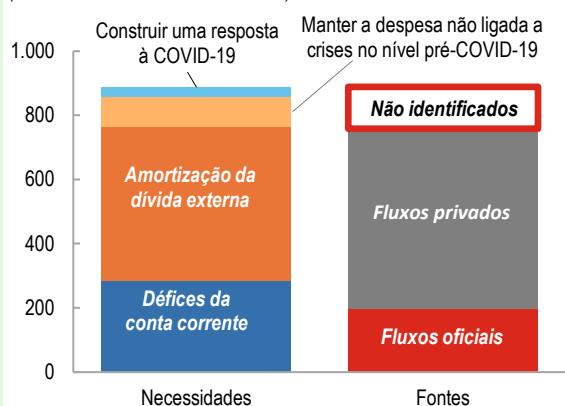 Construir uma resposta
à COVID-19
Manter a despesa não ligada a
crises no nível pré-COVID-19
1.000
800
600
400
200
0
Amortização da
dívida externa
Défices da
conta corrente
Não identificados
Fluxos privados
Fluxos oficiais
Necessidades
Fontes